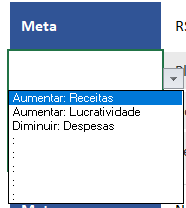 Meta
R$
Aumentar: Receitas
Aumentar: Lucratividade
Diminuir: Despesas
:
:
:
:
: